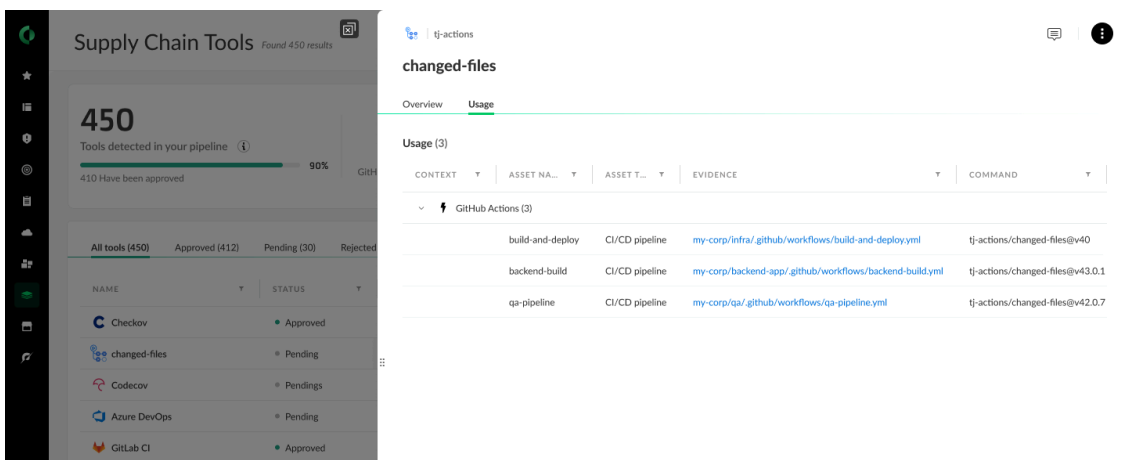 Supply Chain Tools Found 450 results
450
Tools detected in your pipeline
90%
410 Have been approved
GitH
All tools (450) Approved (412) Pending (30) Rejected
NAME STATUS
Checkov Approved
changed-files Pending
Codecov Pendings
Azure DevOps Pending
GitLab CI Approved
tj-actions
changed-files
Overview Usage
Usage (3)
CONTEXT ASSET NA... ASSET T... EVIDENCE COMMAND
GitHub Actions (3)
build-and-deploy CI/CD pipeline my-corp/infra/.github/workflows/build-and-deploy.yml tj-actions/changed-files@v40
backend-build CI/CD pipeline my-corp/backend-app/.github/workflows/backend-build.yml tj-actions/changed-files@v43.0.1
qa-pipeline CI/CD pipeline my-corp/qa/.github/workflows/qa-pipeline.yml tj-actions/changed-files@v42.0.7